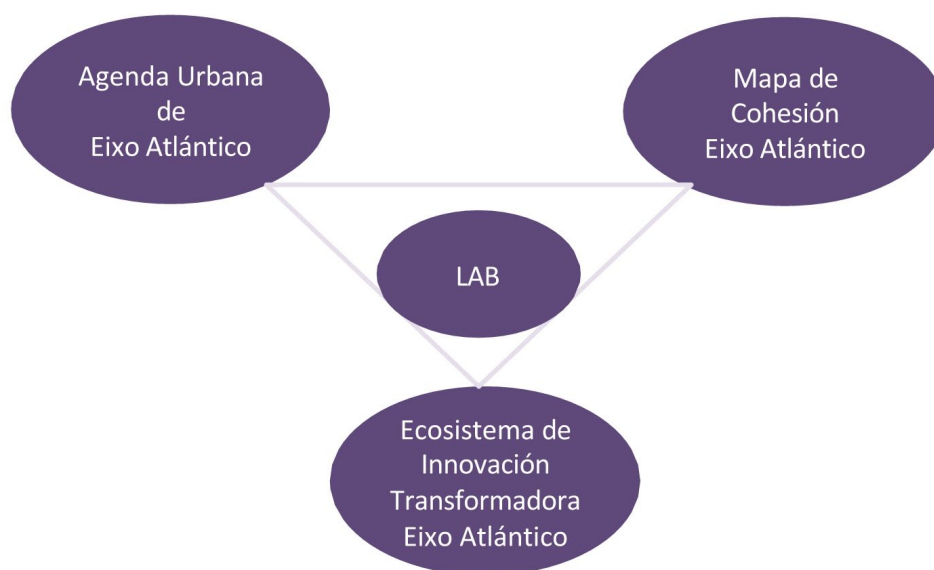 Agenda Urbana
de
Eixo Atlántico
Mapa de
Cohesión
Eixo Atlántico
LAB
Ecosistema de
Innovación
Transformadora
Eixo Atlántico